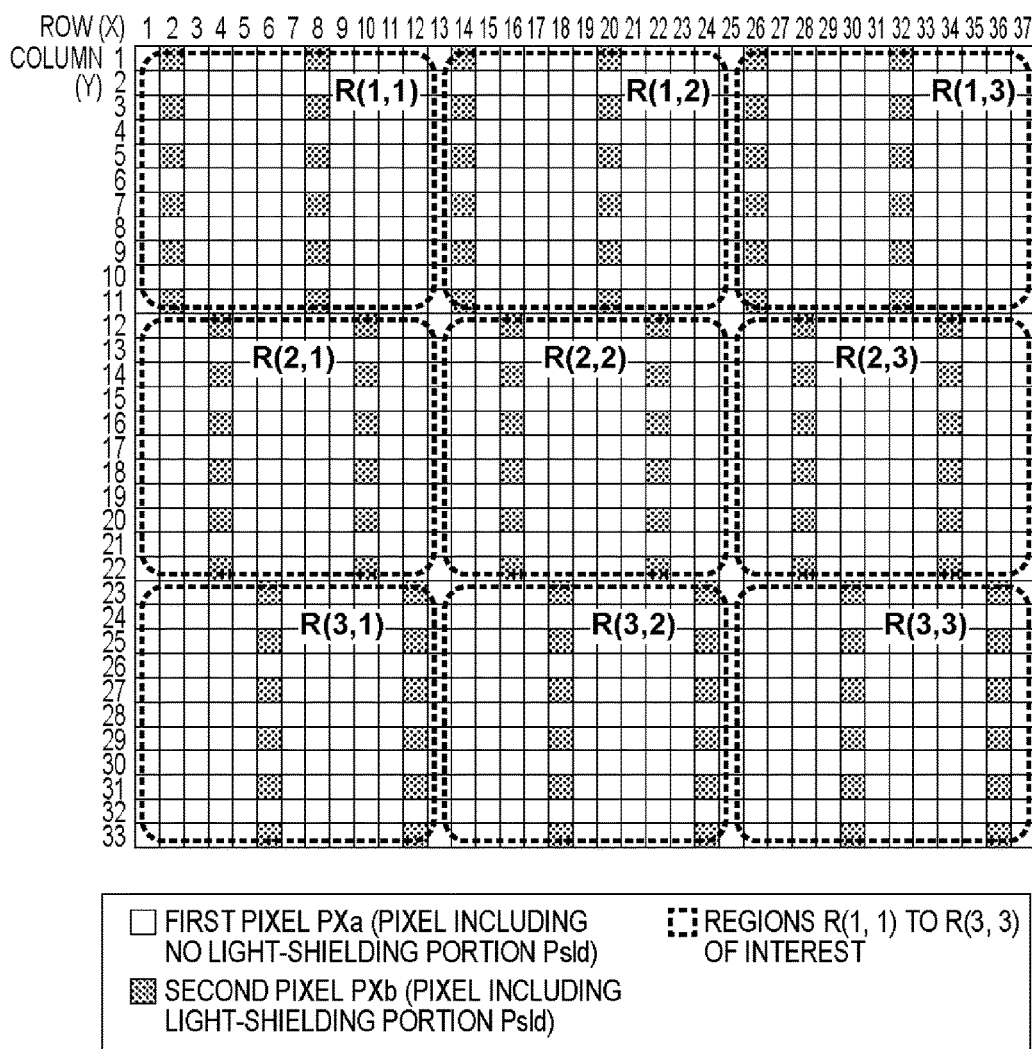 ROW (X) 1 2 3 4 5 6 7 8 9 10 11 12 13 14 15 16 17 18 19 20 21 22 23 24 25 26 27 28 29 30 31 32 33 34 35 36 37
COLUMN 1
(Y) 2
R(1,1) R(1,2) R(1,3)
3
4
5
6
7
8
9
10
11
12
13
R(2,1) R(2,2) R(2,3)
14
15
16
17
18
19
20
21
22
23
24
R(3,1) R(3,2) R(3,3)
25
26
27
28
29
30
31
32
33
FIRST PIXEL PXa (PIXEL INCLUDING
NO LIGHT-SHIELDING PORTION Psld)
SECOND PIXEL PXb (PIXEL INCLUDING
LIGHT-SHIELDING PORTION Psld)
REGIONS R(1, 1) TO R(3, 3)
OF INTEREST